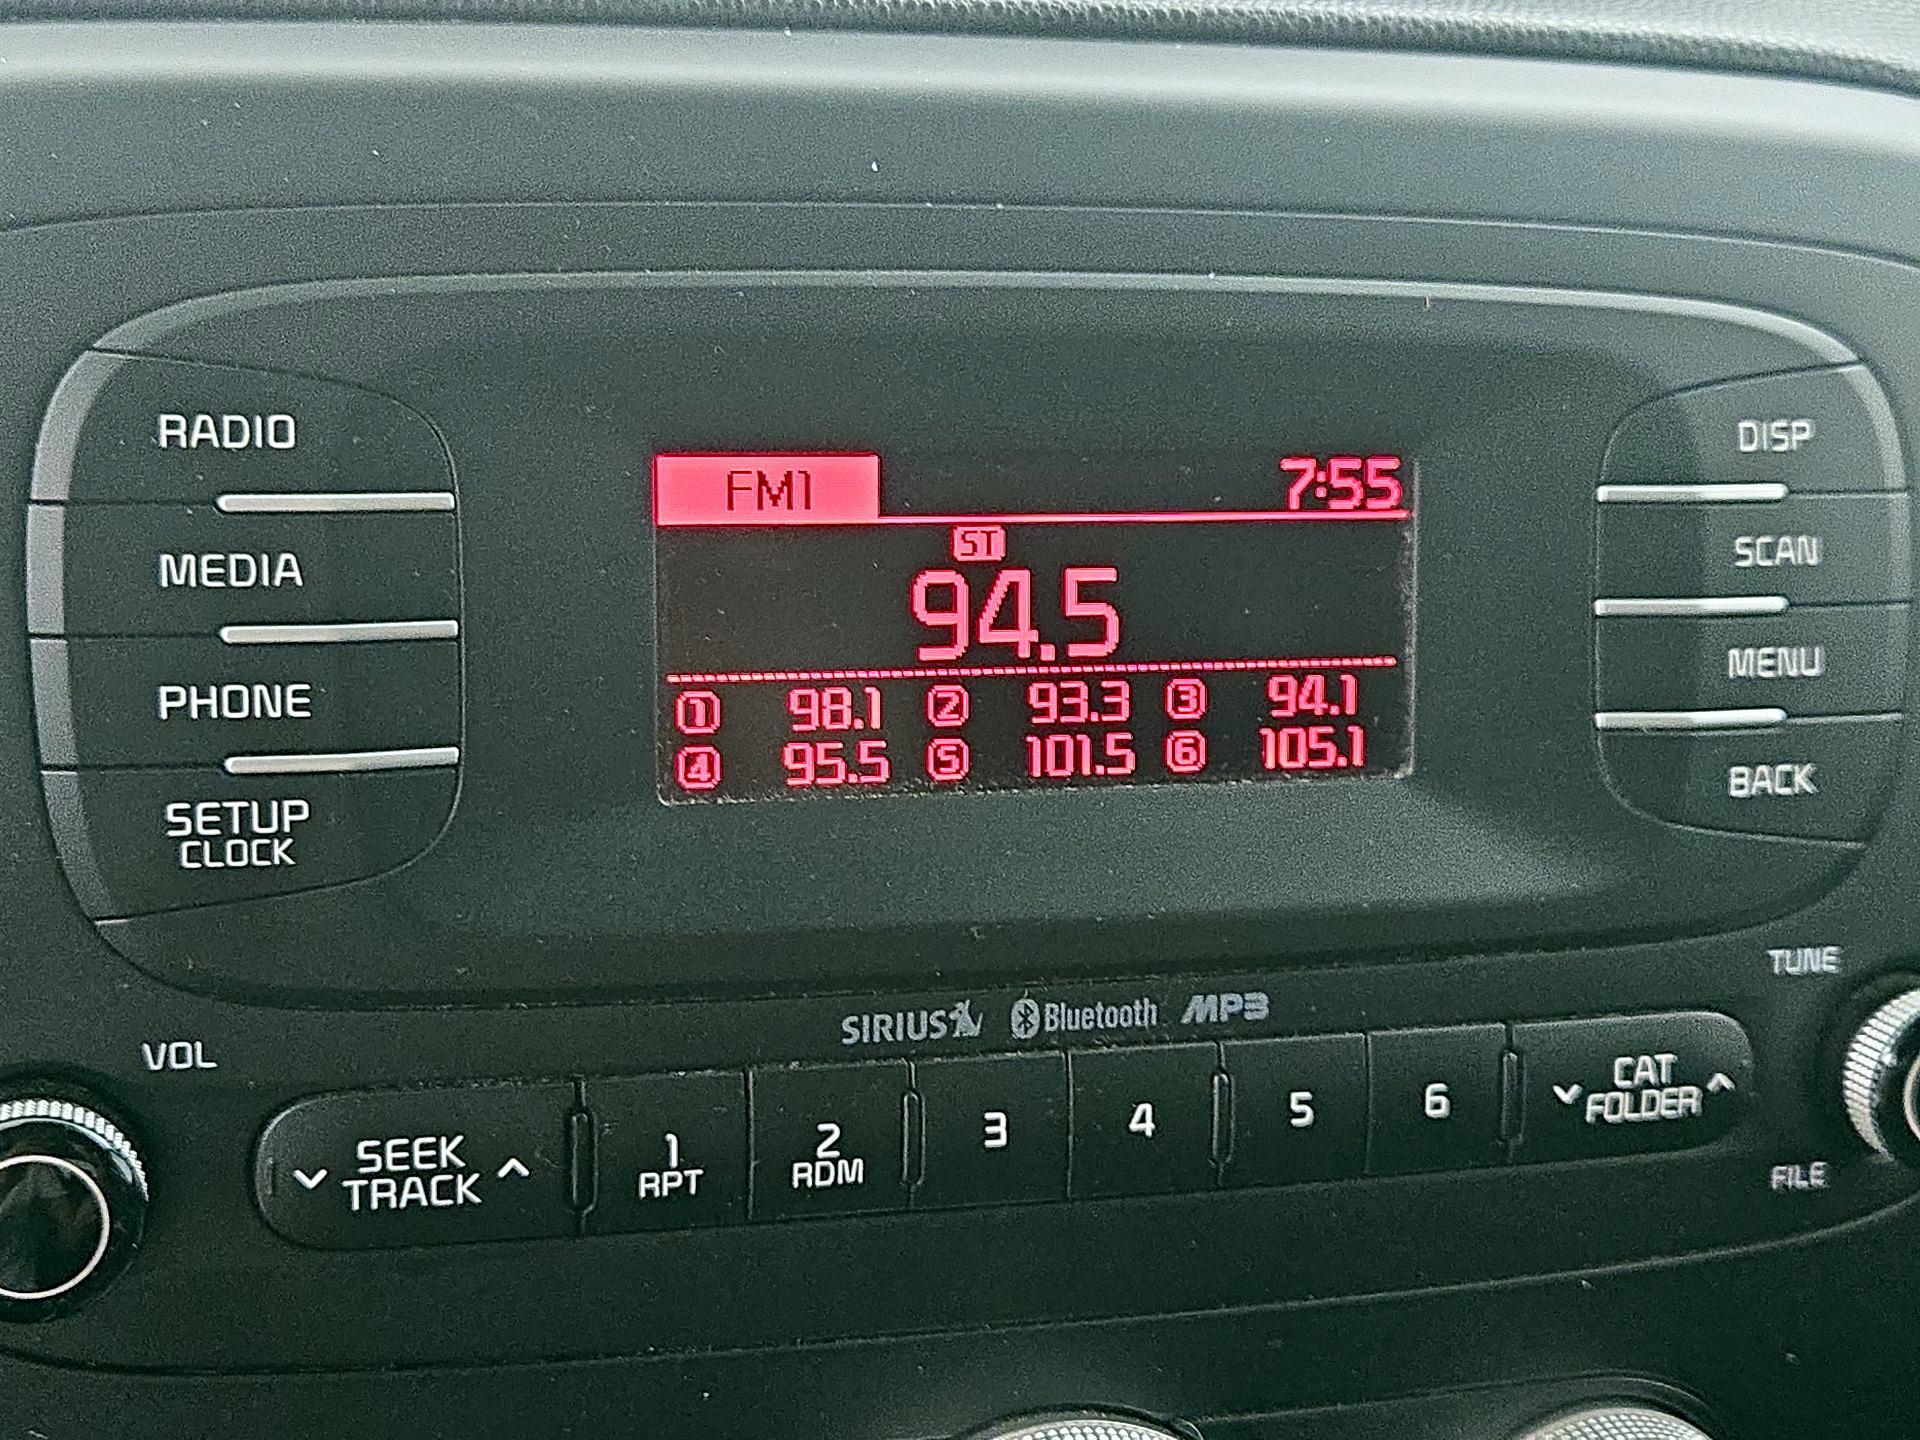 RADIO
MEDIA
PHONE
SETUP
CLOCK
FM1 7:55
ST
94.5
1 98.1 2 93.3 3 94.1
4 95.5 5 101.5 6 105.1
DISP
SCAN
MENU
BACK
SIRIUS Bluetooth MP3
VOL
SEEK
TRACK
1
RPT
2
RDM
3
4
5
6
CAT
FOLDER
TUNE
FILE